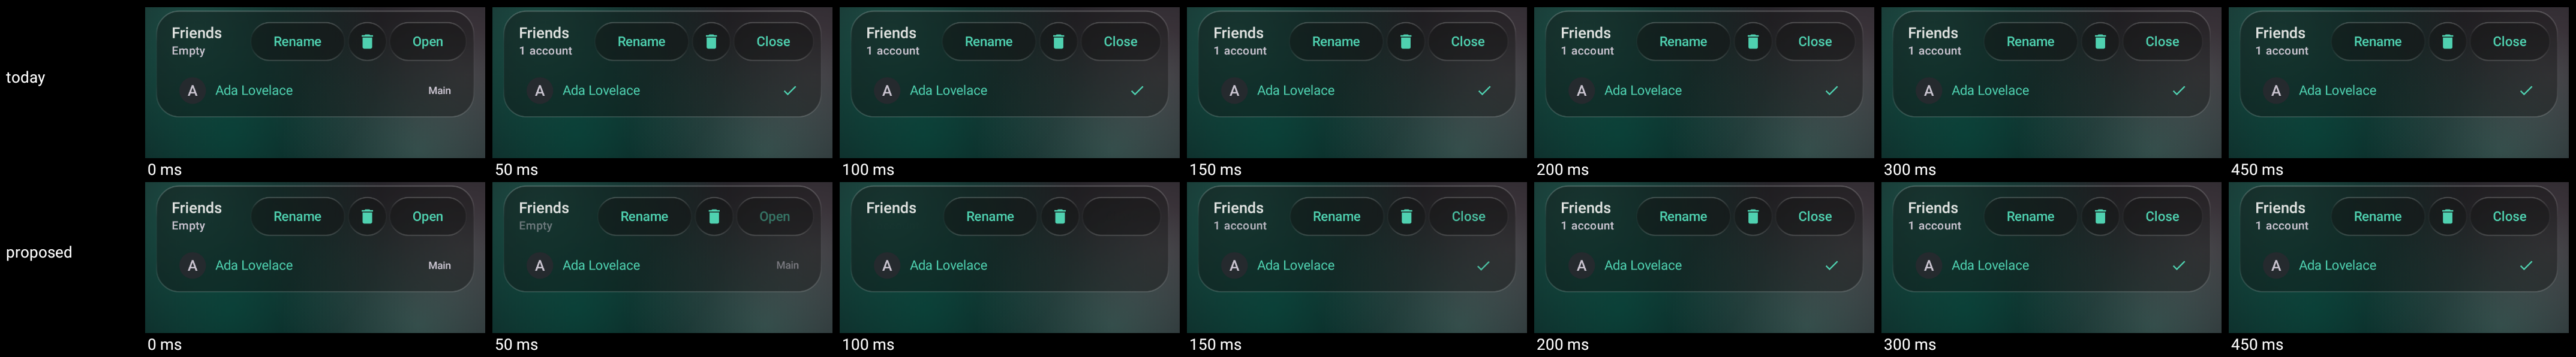 today
Friends
Empty
Rename
Open
A
Ada Lovelace
Main
0 ms
Friends
1 account
Rename
Close
A
Ada Lovelace
50 ms
Friends
1 account
Rename
Close
A
Ada Lovelace
100 ms
Friends
1 account
Rename
Close
A
Ada Lovelace
150 ms
Friends
1 account
Rename
Close
A
Ada Lovelace
200 ms
Friends
1 account
Rename
Close
A
Ada Lovelace
300 ms
Friends
1 account
Rename
Close
A
Ada Lovelace
450 ms
proposed
Friends
Empty
Rename
Open
A
Ada Lovelace
Main
0 ms
Friends
Empty
Rename
Open
A
Ada Lovelace
Main
50 ms
Friends
Rename
A
Ada Lovelace
100 ms
Friends
1 account
Rename
Close
A
Ada Lovelace
150 ms
Friends
1 account
Rename
Close
A
Ada Lovelace
200 ms
Friends
1 account
Rename
Close
A
Ada Lovelace
300 ms
Friends
1 account
Rename
Close
A
Ada Lovelace
450 ms